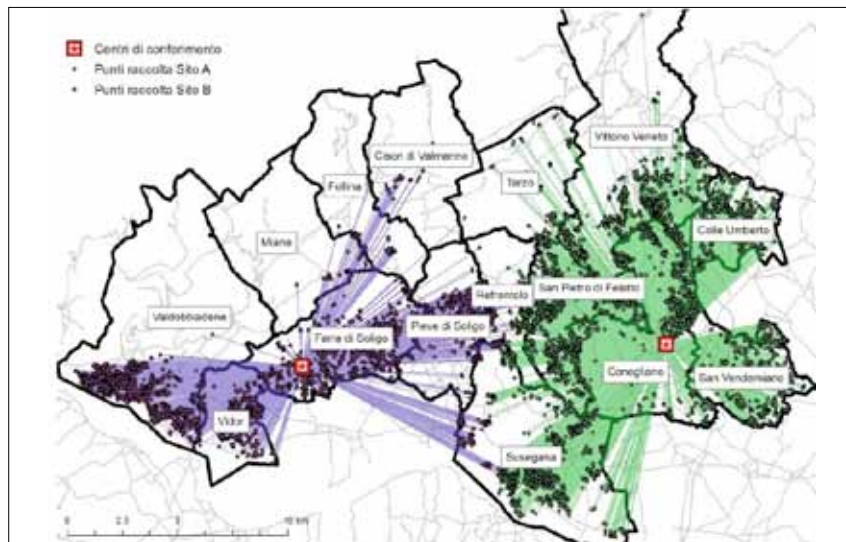 Centri di conferimento
Punti raccolta Sito A
Punti raccolta Sito B
Vittorio Veneto
Cison di Valmarino
Follina
Tarzo
Colle Umberto
Miane
Refrontolo
San Pietro di Feletto
Valdobbiadene
Farra di Soligo
Pieve di Soligo
Conegliano
San Vendemiano
Vidor
Susegana
0 2,5 5 10 km